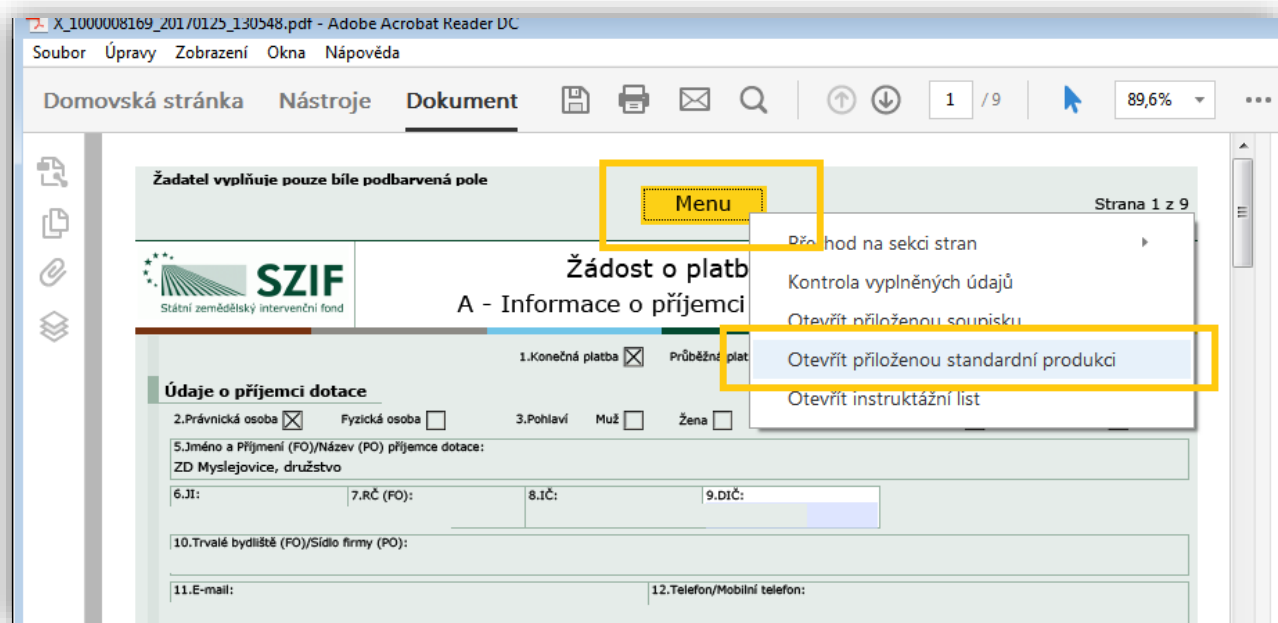 X_1000008169_20170125_130548.pdf - Adobe Acrobat Reader DC
Soubor Úpravy Zobrazení Okna Nápověda
Domovská stránka Nástroje Dokument 1 / 9 89,6%
Žadatel vyplňuje pouze bíle podbarvená pole
Menu
Strana 1 z 9
Přechod na sekci stran
SZIF
Státní zemědělský intervenční fond
Žádost o platb
Kontrola vyplněných údajů
A - Informace o příjemci
Otevřít přiloženou soupisku
1.Konečná platba Průběžná plat
Otevřít přiloženou standardní produkci
Údaje o příjemci dotace
Otevřít instruktážní list
2.Právnická osoba Fyzická osoba 3.Pohlaví Muž Žena
5.Jméno a Příjmení (FO)/Název (PO) příjemce dotace:
ZD Myslejovice, družstvo
6.JI: 7.RČ (FO): 8.IČ: 9.DIČ:
10.Trvalé bydliště (FO)/Sídlo firmy (PO):
11.E-mail: 12.Telefon/Mobilní telefon: